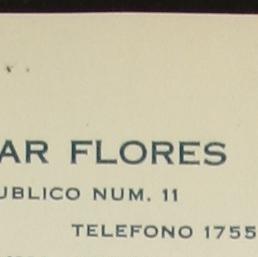 AR FLORES
UBLICO NUM. 11
TELEFONO 1755